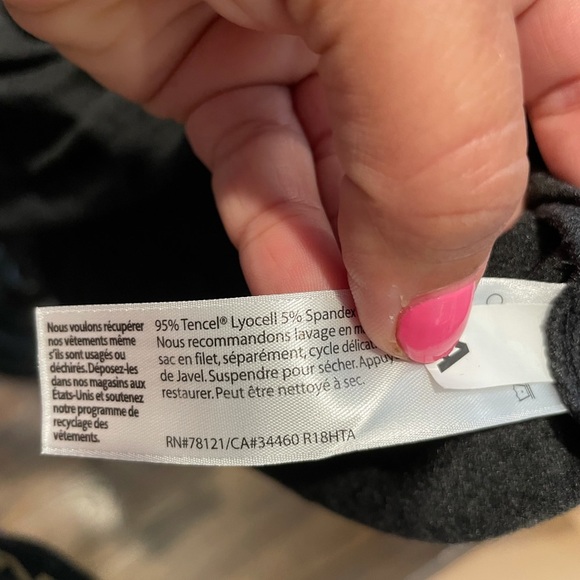 Nous voulons récupérer
nos vêtements même
s'ils sont usagés ou
déchirés. Déposez-les
dans nos magasins aux
États-Unis et soutenez
notre programme de
recyclage des
vêtements.
95% Tencel® Lyocell 5% Spandex
Nous recommandons lavage en
sac en filet, séparément, cycle délicat
de Javel. Suspendre pour sécher. Appuy
restaurer. Peut être nettoyé à sec.
RN#78121/CA#34460 R18HTA